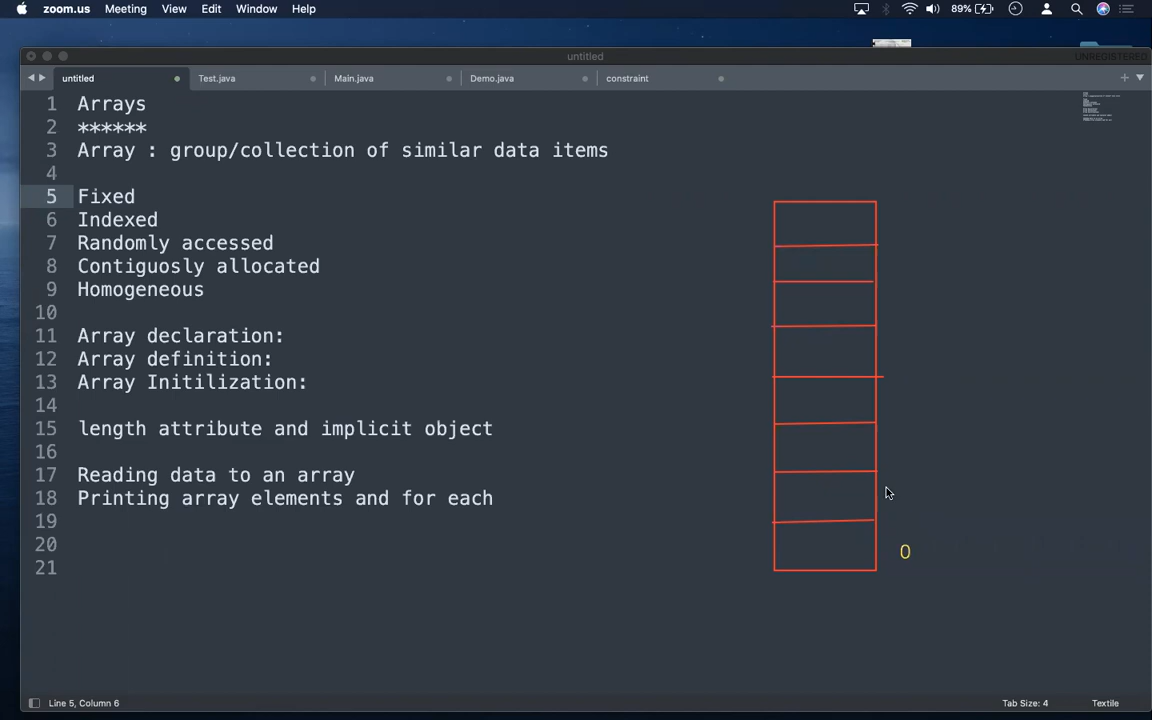 zoom.us Meeting View Edit Window Help 89%
untitled
UNREGISTERED
untitled Test.java Main.java Demo.java constraint
1 Arrays
2 ******
3 Array : group/collection of similar data items
4
5 Fixed
6 Indexed
7 Randomly accessed
8 Contiguosly allocated
9 Homogeneous
10
11 Array declaration:
12 Array definition:
13 Array Initilization:
14
15 length attribute and implicit object
16
17 Reading data to an array
18 Printing array elements and for each
19
20
21
0
Line 5, Column 6 Tab Size: 4 Textile